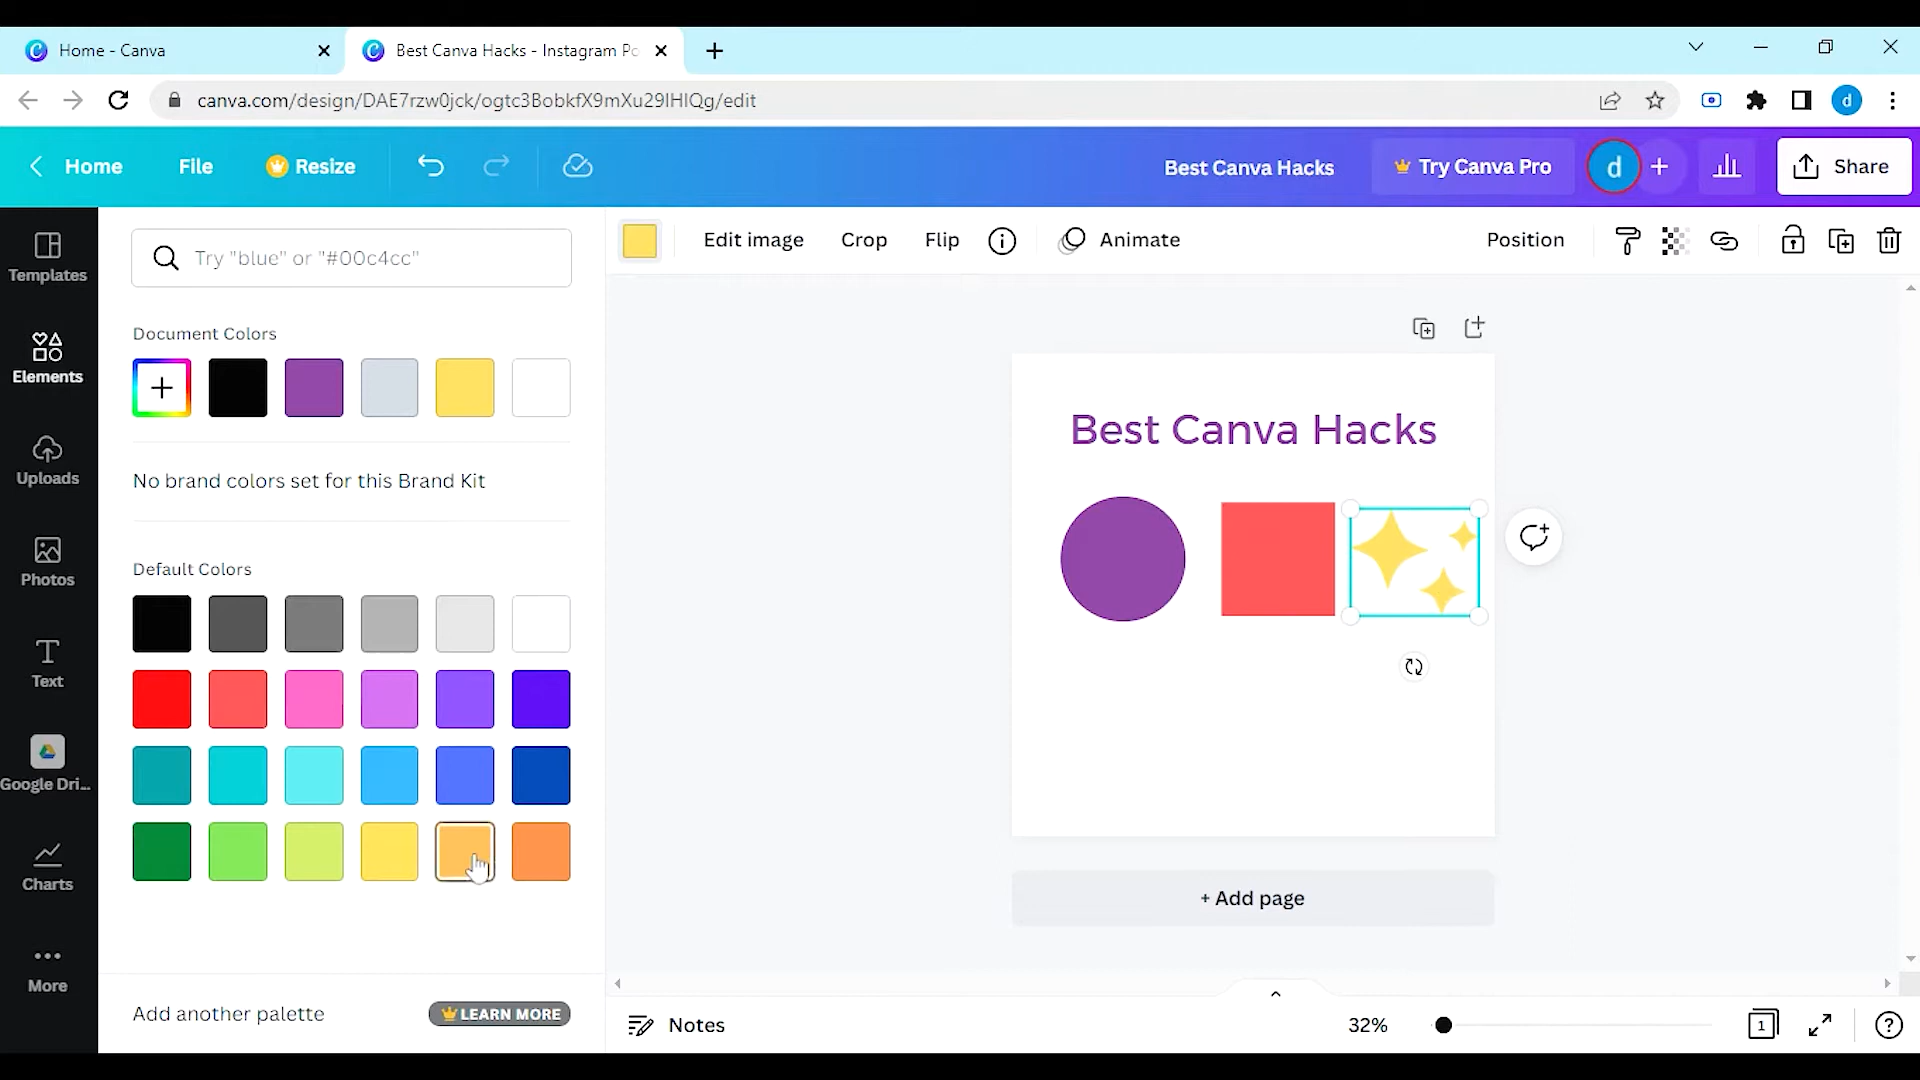 Home - Canva
Best Canva Hacks - Instagram Po
canva.com/design/DAE7rzw0jck/ogtc3BobkfX9mXu29IHIQg/edit
d
Home
File
Resize
Best Canva Hacks
Try Canva Pro
d
Share
Templates
Elements
Uploads
Photos
Text
Google Dri...
Charts
More
Try "blue" or "#00c4cc"
Document Colors
No brand colors set for this Brand Kit
Default Colors
Add another palette
LEARN MORE
Edit image
Crop
Flip
Animate
Position
Best Canva Hacks
+ Add page
Notes
32%
1